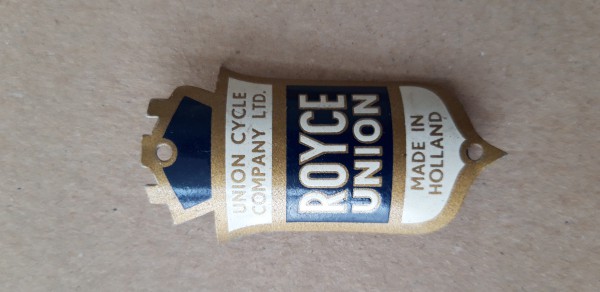 UNION CYCLE
COMPANY LTD.
ROYCE
UNION
MADE IN
HOLLAND